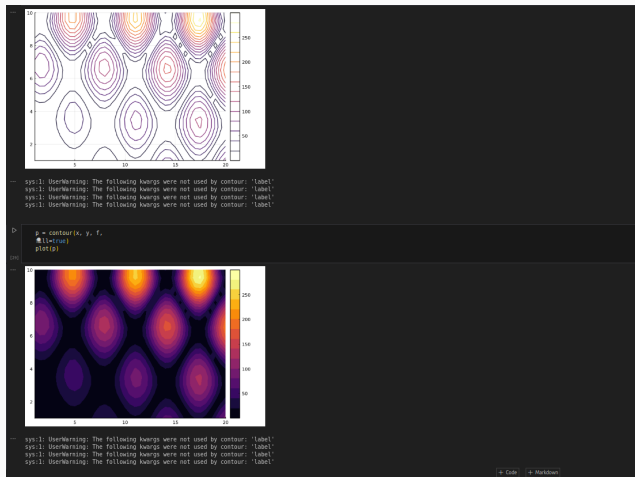 10
8
6
4
2
5
10
15
20
250
200
150
100
50
sys:1: UserWarning: The following kwargs were not used by contour: 'label'
sys:1: UserWarning: The following kwargs were not used by contour: 'label'
sys:1: UserWarning: The following kwargs were not used by contour: 'label'
sys:1: UserWarning: The following kwargs were not used by contour: 'label'
p = contour(x, y, f,
ll=true)
plot(p)
10
8
6
4
2
5
10
15
20
250
200
150
100
50
sys:1: UserWarning: The following kwargs were not used by contour: 'label'
sys:1: UserWarning: The following kwargs were not used by contour: 'label'
sys:1: UserWarning: The following kwargs were not used by contour: 'label'
sys:1: UserWarning: The following kwargs were not used by contour: 'label'
+ Code + Markdown